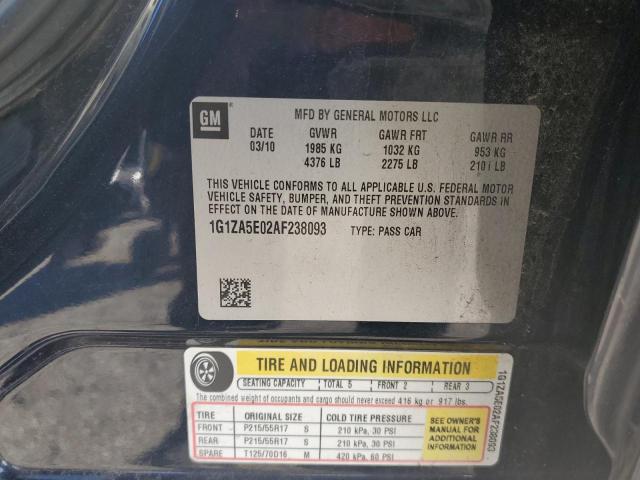 GM
MFD BY GENERAL MOTORS LLC
DATE GVWR GAWR FRT GAWR RR
03/10 1985 KG 1032 KG 953 KG
4376 LB 2275 LB 2101 LB
THIS VEHICLE CONFORMS TO ALL APPLICABLE U.S. FEDERAL MOTOR
VEHICLE SAFETY, BUMPER, AND THEFT PREVENTION STANDARDS IN
EFFECT ON THE DATE OF MANUFACTURE SHOWN ABOVE.
1G1ZA5E02AF238093 TYPE: PASS CAR
TIRE AND LOADING INFORMATION
SEATING CAPACITY TOTAL 5 FRONT 2 REAR 3
The combined weight of occupants and cargo should never exceed 416 kg or 917 lbs.
TIRE ORIGINAL SIZE COLD TIRE PRESSURE
FRONT P215/55R17 S 210 kPa, 30 PSI
REAR P215/55R17 S 210 kPa, 30 PSI
SPARE T125/70D16 M 420 kPa, 60 PSI
SEE OWNER'S
MANUAL FOR
ADDITIONAL
INFORMATION
1G1ZA5E02AF238093